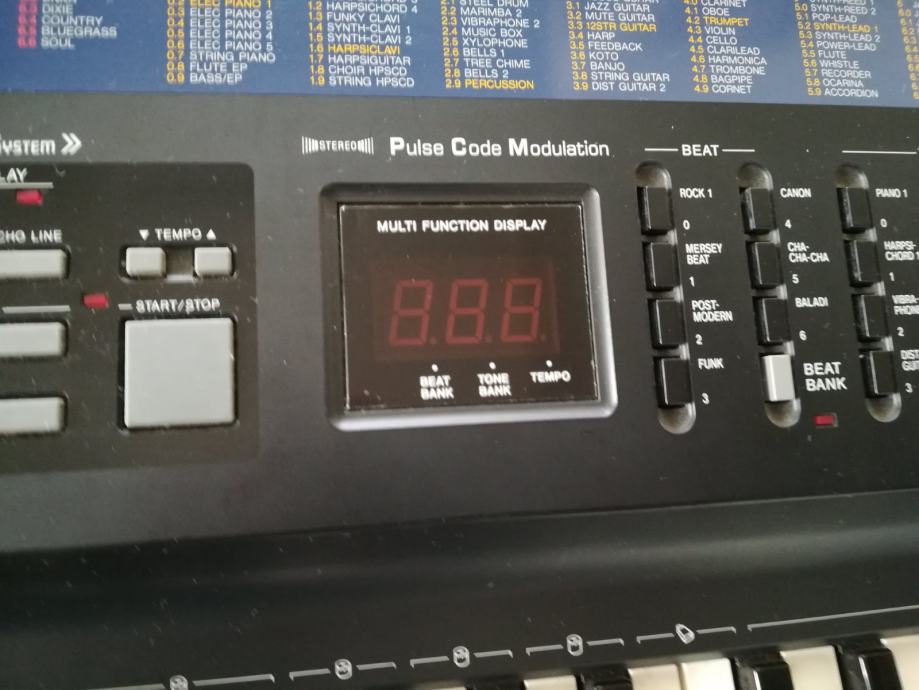 6.4 COUNTRY
6.5 BLUEGRASS
6.6 SOUL
0.2 ELEC PIANO 1
0.4 ELEC PIANO 3
0.5 ELEC PIANO 4
0.6 ELEC PIANO 5
0.7 STRING PIANO
0.8 FLUTE EP
0.9 BASS/EP
1.2 HARPSICHORD 4
1.3 FUNKY CLAVI
1.4 SYNTH-CLAVI 1
1.5 SYNTH-CLAVI 2
1.6 HARPSICLAVI
1.7 HARPSIGUITAR
1.8 CHOIR HPSCD
1.9 STRING HPSCD
2.1 STEEL DRUM
2.2 MARIMBA 2
2.3 VIBRAPHONE 2
2.4 MUSIC BOX
2.5 XYLOPHONE
2.6 BELLS 1
2.7 TREE CHIME
2.8 BELLS 2
2.9 PERCUSSION
3.1 JAZZ GUITAR
3.2 MUTE GUITAR
3.3 12STR GUITAR
3.4 HARP
3.5 FEEDBACK
3.6 KOTO
3.7 BANJO
3.8 STRING GUITAR
3.9 DIST GUITAR 2
4.0 CLARINET
4.1 OBOE
4.2 TRUMPET
4.3 VIOLIN
4.4 CELLO
4.5 CLARILEAD
4.6 HARMONICA
4.7 TROMBONE
4.8 BAGPIPE
4.9 CORNET
5.0 SYNTH-REED 2
5.1 POP-LEAD
5.2 SYNTH-LEAD 1
5.3 SYNTH-LEAD 2
5.4 POWER-LEAD
5.5 FLUTE
5.6 WHISTLE
5.7 RECORDER
5.8 OCARINA
5.9 ACCORDION
STEREO
Pulse Code Modulation
LINE
▼ TEMPO ▲
START/STOP
MULTI FUNCTION DISPLAY
8.8.8
BEAT
BANK
TONE
BANK
TEMPO
BEAT
ROCK 1
0
MERSEY
BEAT
1
POST-
MODERN
2
FUNK
3
CANON
4
CHA-
CHA-CHA
5
BALADI
6
BEAT
BANK
PIANO 1
0
HARPSI-
CHORD 1
1
2
3